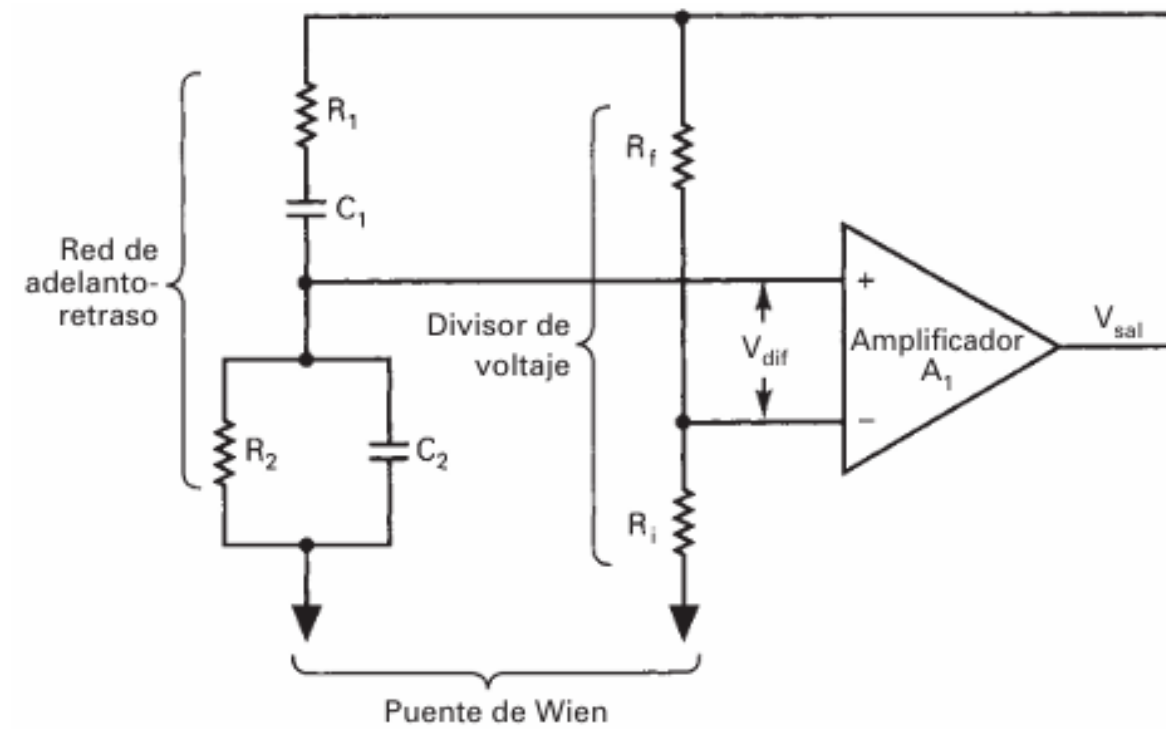 R1
Rf
C1
Red de
adelanto-
retraso
Divisor de
voltaje
+
Vdif
Amplificador
A1
Vsal
−
R2
C2
Ri
Puente de Wien